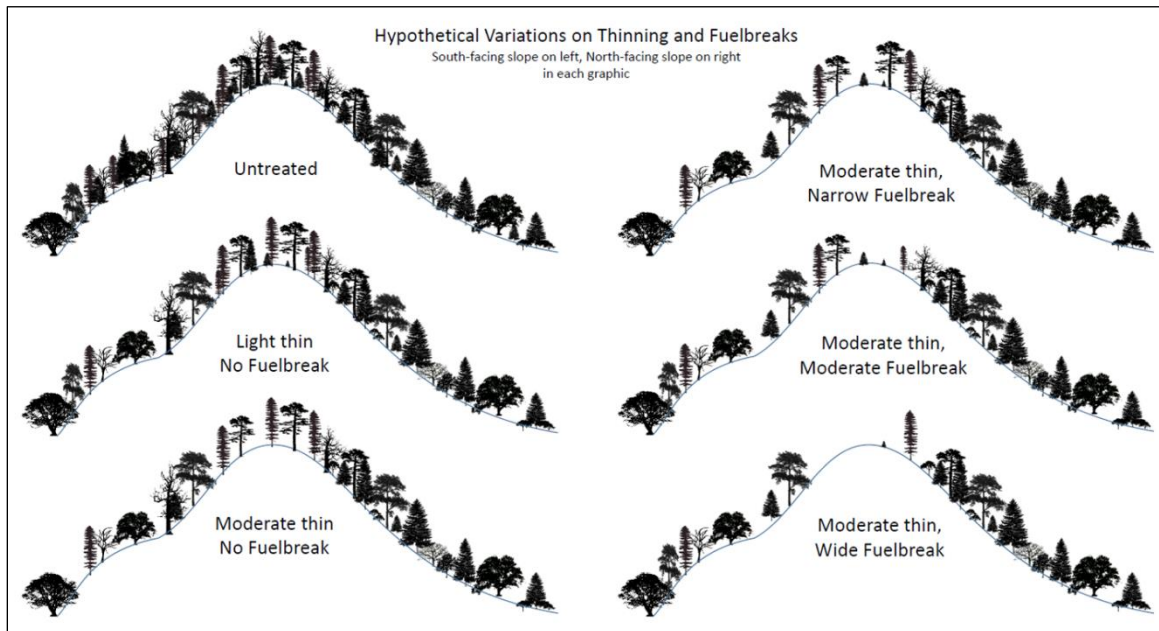 Hypothetical Variations on Thinning and Fuelbreaks
South-facing slope on left, North-facing slope on right
in each graphic
Untreated
Moderate thin,
Narrow Fuelbreak
Light thin
No Fuelbreak
Moderate thin,
Moderate Fuelbreak
Moderate thin
No Fuelbreak
Moderate thin,
Wide Fuelbreak